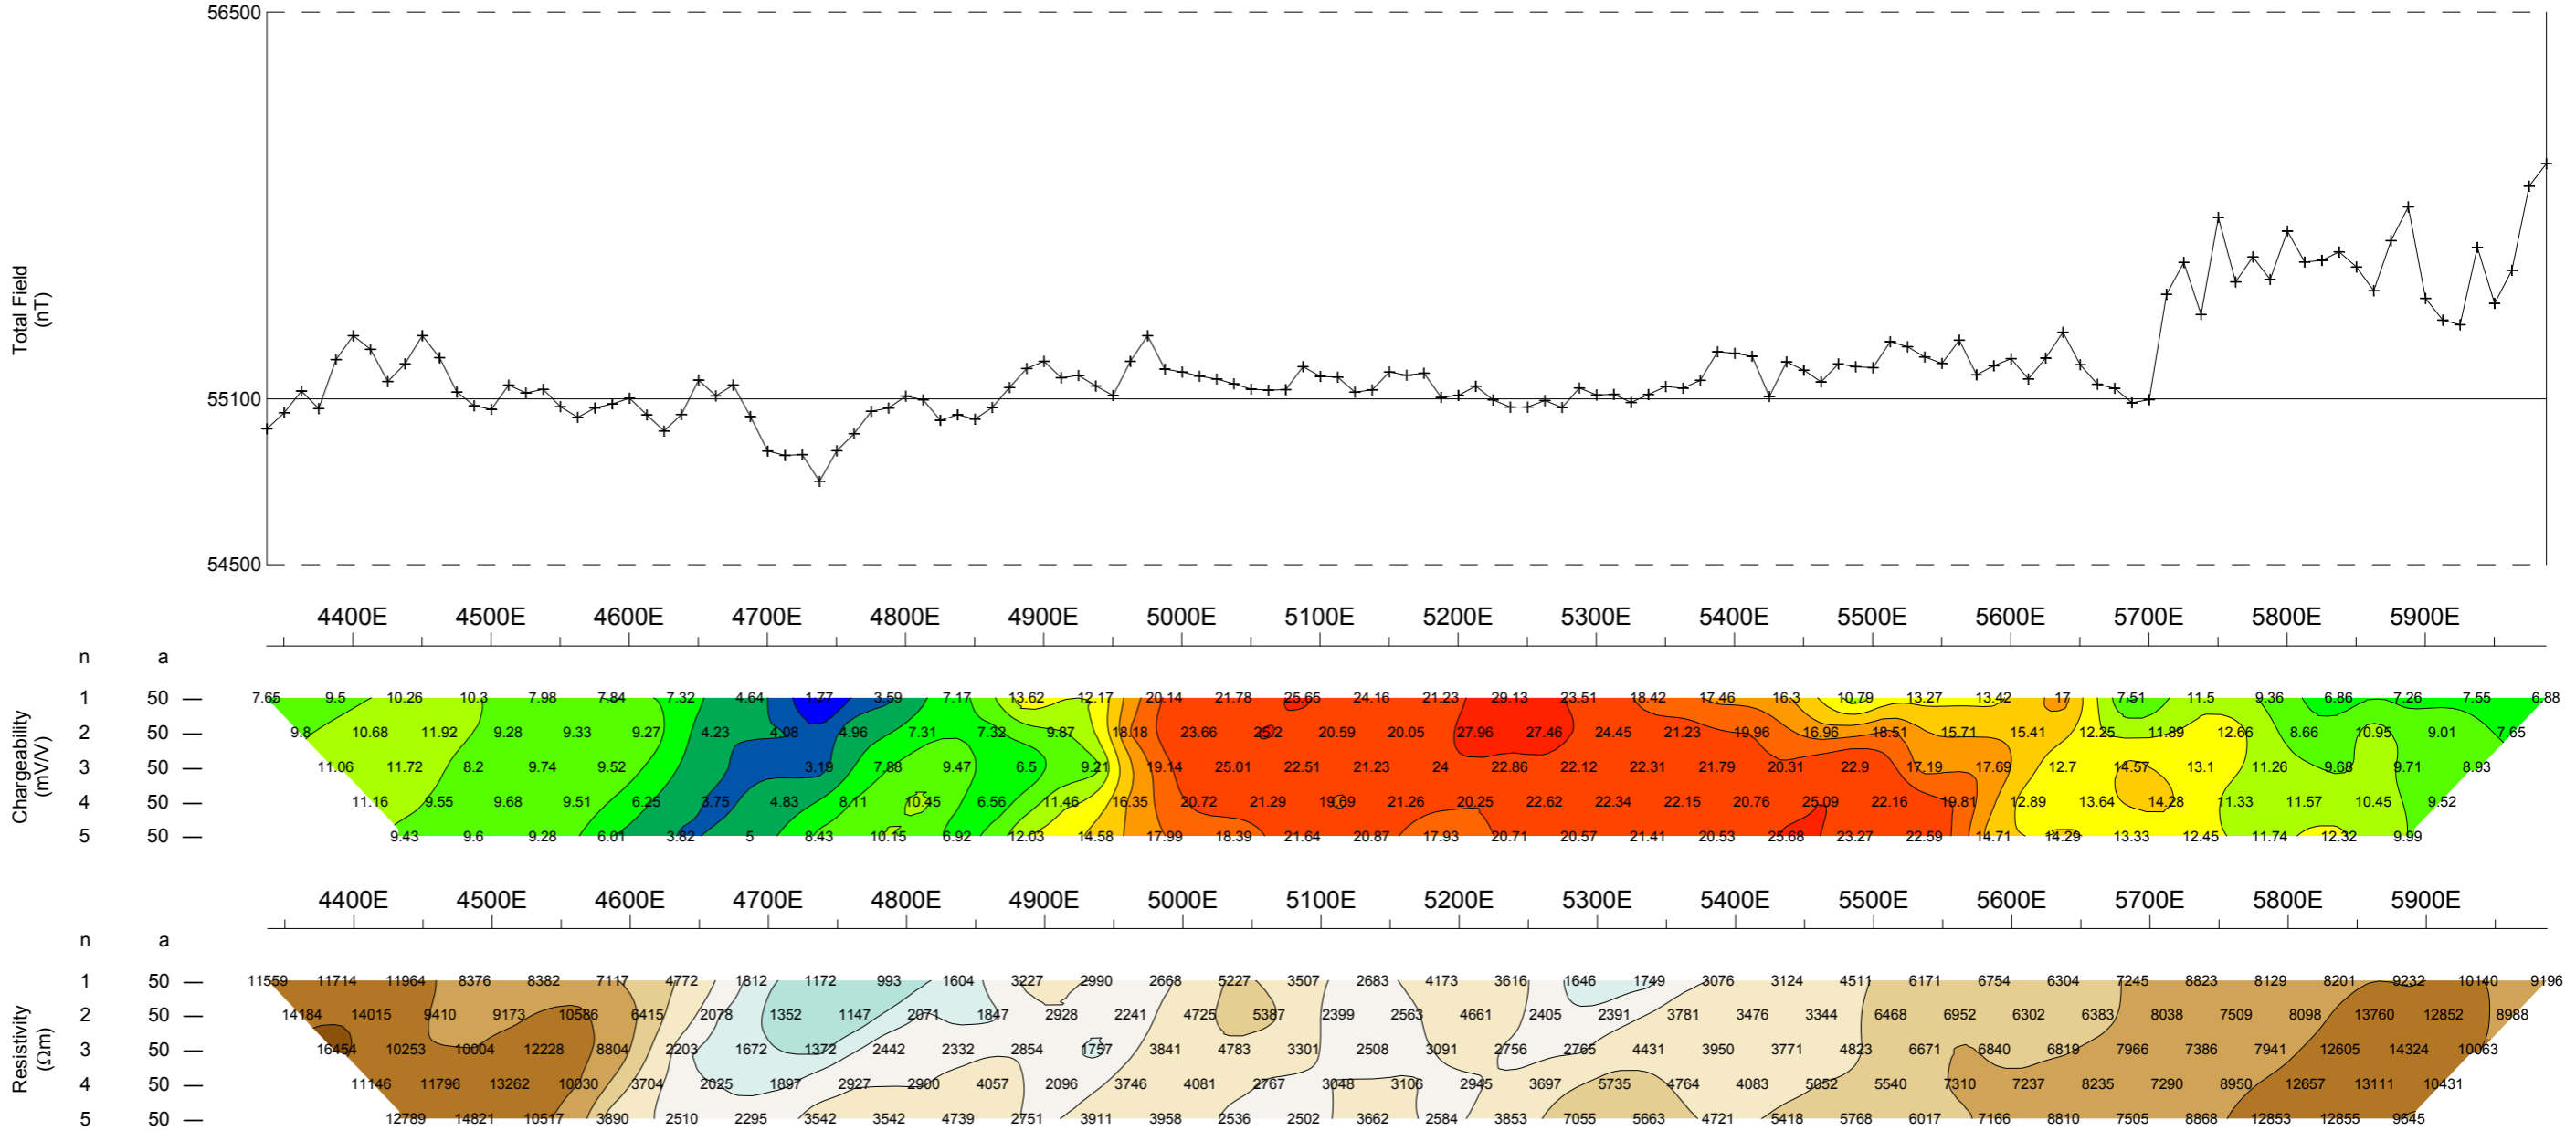 56500
55100
54500
Total Field
(nT)
4400E 4500E 4600E 4700E 4800E 4900E 5000E 5100E 5200E 5300E 5400E 5500E 5600E 5700E 5800E 5900E
n a
1 50 7.65 9.5 10.26 10.3 7.98 7.84 7.32 4.64 1.77 3.59 7.17 13.62 12.17 20.14 21.78 25.65 24.16 21.23 29.13 23.51 18.42 17.46 16.3 10.79 13.27 13.42 17 7.51 11.5 9.36 6.86 7.26 7.55 6.88
2 50 9.8 10.68 11.92 9.28 9.33 9.27 4.23 4.08 4.96 7.31 7.32 9.87 18.18 23.66 25.2 20.59 20.05 27.96 27.46 24.45 21.23 19.96 16.96 18.51 15.71 15.41 12.25 11.89 12.66 8.66 10.95 9.01 7.65
3 50 11.06 11.72 8.2 9.74 9.52 3.19 7.88 9.47 6.5 9.21 19.14 25.01 22.51 21.23 24 22.86 22.12 22.31 21.79 20.31 22.9 17.19 17.69 12.7 14.57 13.1 11.26 9.68 9.71 8.93
4 50 11.16 9.55 9.68 9.51 6.25 3.75 4.83 8.11 10.45 6.56 11.46 16.35 20.72 21.29 19.69 21.26 20.25 22.62 22.34 22.15 20.76 25.09 22.16 19.81 12.89 13.64 14.28 11.33 11.57 10.45 9.52
5 50 9.43 9.6 9.28 6.01 3.82 5 8.43 10.15 6.92 12.03 14.58 17.99 18.39 21.64 20.87 17.93 20.71 20.57 21.41 20.53 25.68 23.27 22.59 14.71 14.29 13.33 12.45 11.74 12.32 9.99
Chargeability
(mV/V)
4400E 4500E 4600E 4700E 4800E 4900E 5000E 5100E 5200E 5300E 5400E 5500E 5600E 5700E 5800E 5900E
n a
1 50 11559 11714 11964 8376 8382 7117 4772 1812 1172 993 1604 3227 2990 2668 5227 3507 2683 4173 3616 1646 1749 3076 3124 4511 6171 6754 6304 7245 8823 8129 8201 9232 10140 9196
2 50 14184 14015 9410 9173 10586 6415 2078 1352 1147 2071 1847 2928 2241 4725 5387 2399 2563 4661 2405 2391 3781 3476 3344 6468 6952 6302 6383 8038 7509 8098 13760 12852 8988
3 50 16454 10253 10004 12228 8804 2203 1672 1372 2442 2332 2854 1757 3841 4783 3301 2508 3091 2756 2765 4431 3950 3771 4823 6671 6840 6819 7966 7386 7941 12605 14324 10063
4 50 11146 11796 13262 10030 3704 2025 1897 2927 2900 4057 2096 3746 4081 2767 3048 3106 2945 3697 5735 4764 4083 5052 5540 7310 7237 8235 7290 8950 12657 13111 10431
5 50 12789 14821 10517 3890 2510 2295 3542 3542 4739 2751 3911 3958 2536 2502 3662 2584 3853 7055 5663 4721 5418 5768 6017 7166 8810 7505 8868 12853 12855 9645
Resistivity
(Ωm)